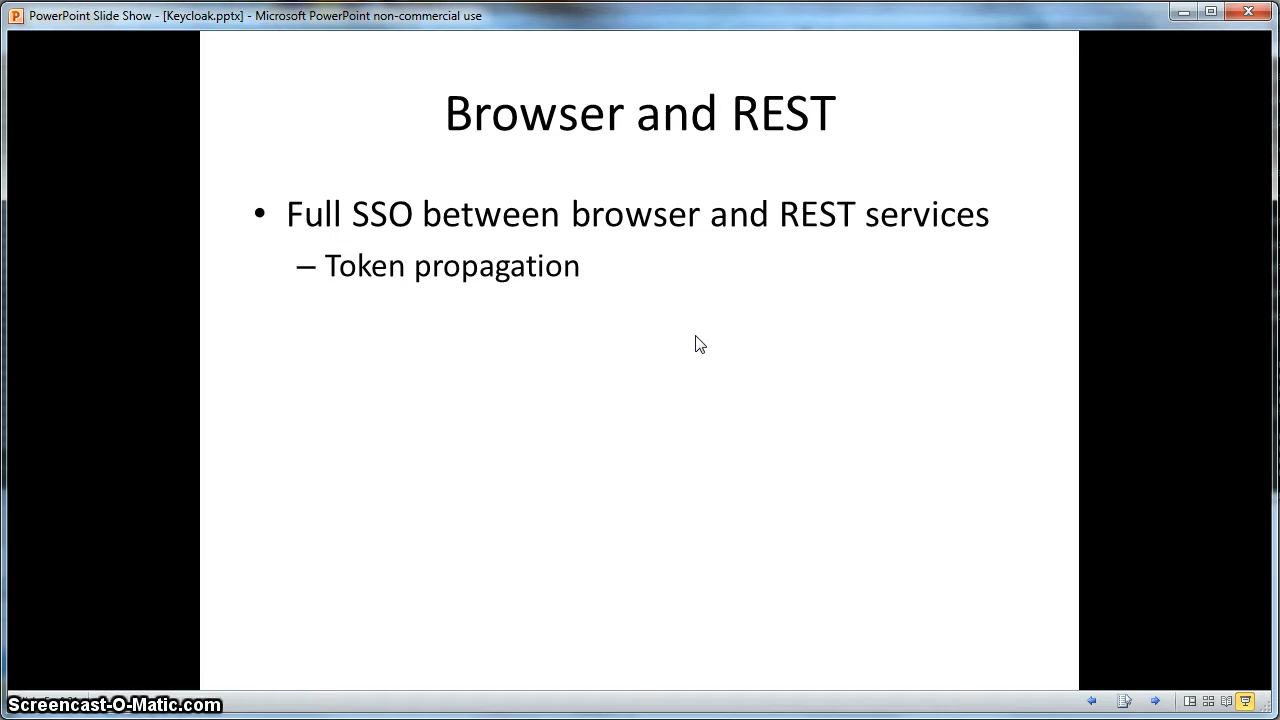 PowerPoint Slide Show - [Keycloak.pptx] - Microsoft PowerPoint non-commercial use
Browser and REST
• Full SSO between browser and REST services
– Token propagation
Screencast-O-Matic.com